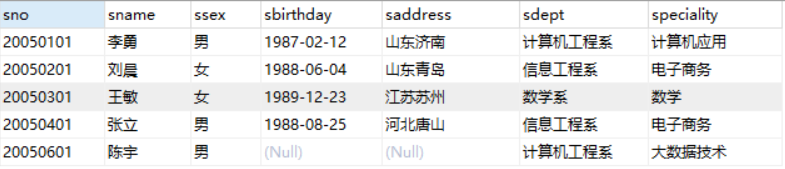 sno sname ssex sbirthday saddress sdept speciality
20050101 李勇 男 1987-02-12 山东济南 计算机工程系 计算机应用
20050201 刘晨 女 1988-06-04 山东青岛 信息工程系 电子商务
20050301 王敏 女 1989-12-23 江苏苏州 数学系 数学
20050401 张立 男 1988-08-25 河北唐山 信息工程系 电子商务
20050601 陈宇 男 (Null) (Null) 计算机工程系 大数据技术